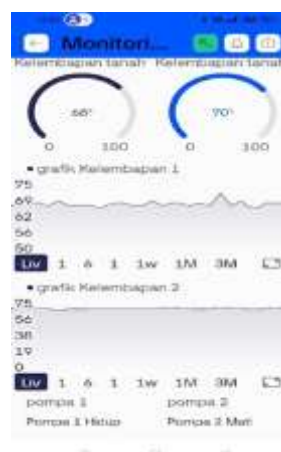 Monitori...
Kelembapan tanah Kelembapan tanah
68° 70°
0 100 0 100
grafik Kelembapan 1
75
69
62
56
50
Liv 1 6 1 1w 1M 3M
grafik Kelembapan 2
75
56
38
19
0
Liv 1 6 1 1w 1M 3M
pompa 1 pompa 2
Pompa 1 Hidup Pompa 2 Mati